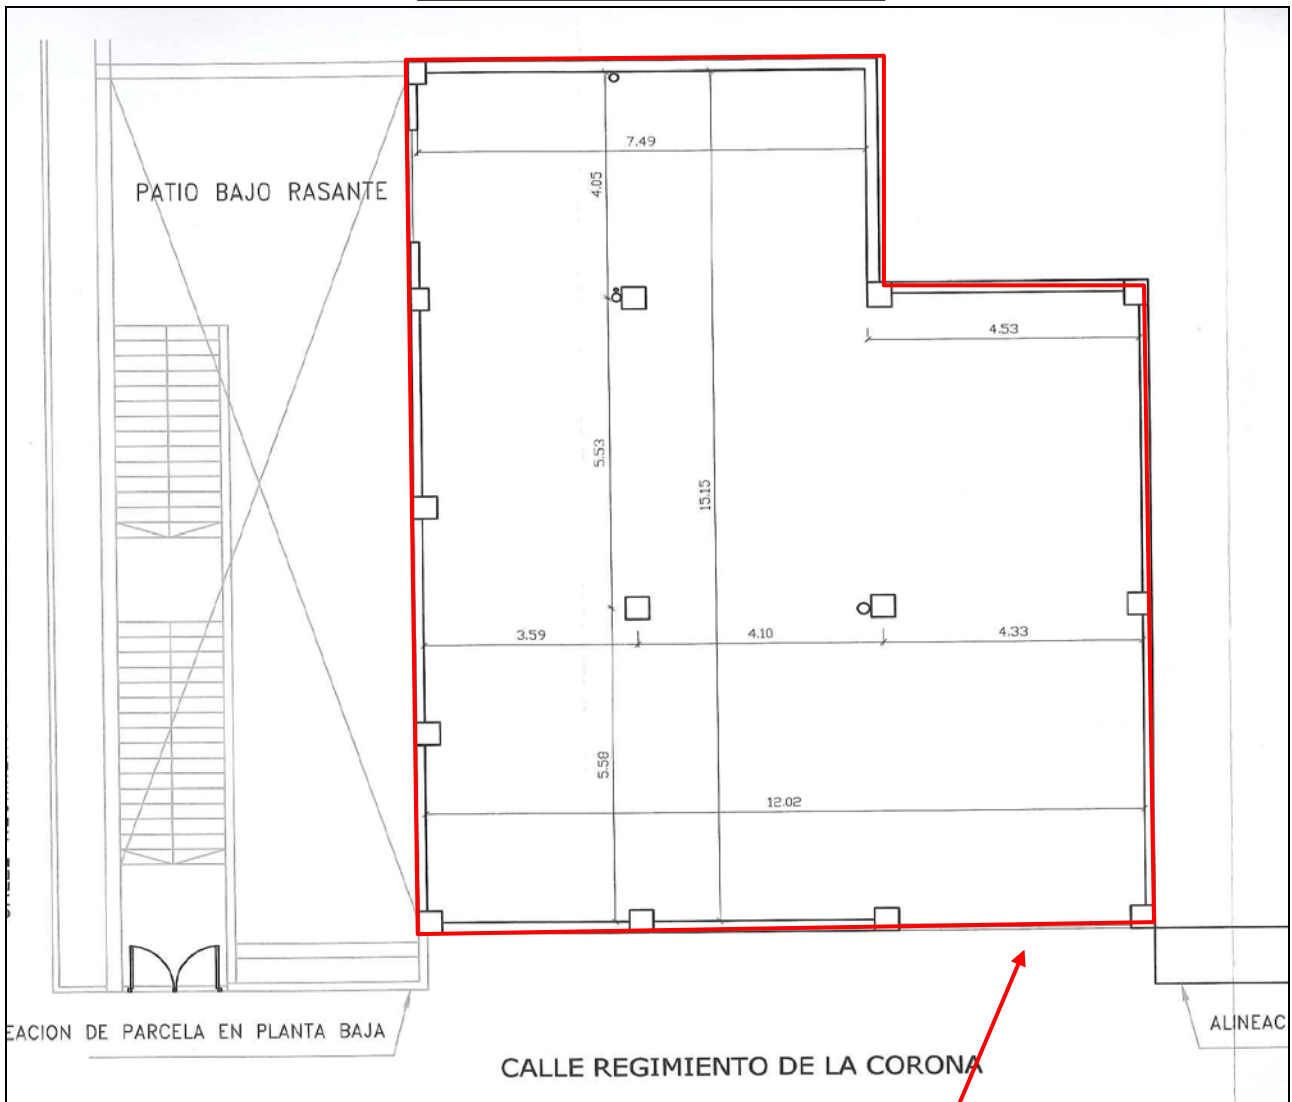 7.49
4.05
PATIO BAJO RASANTE
4.53
5.53
15.15
3.59
4.10
4.33
5.58
12.02
EACION DE PARCELA EN PLANTA BAJA
ALINEAC
CALLE REGIMIENTO DE LA CORONA